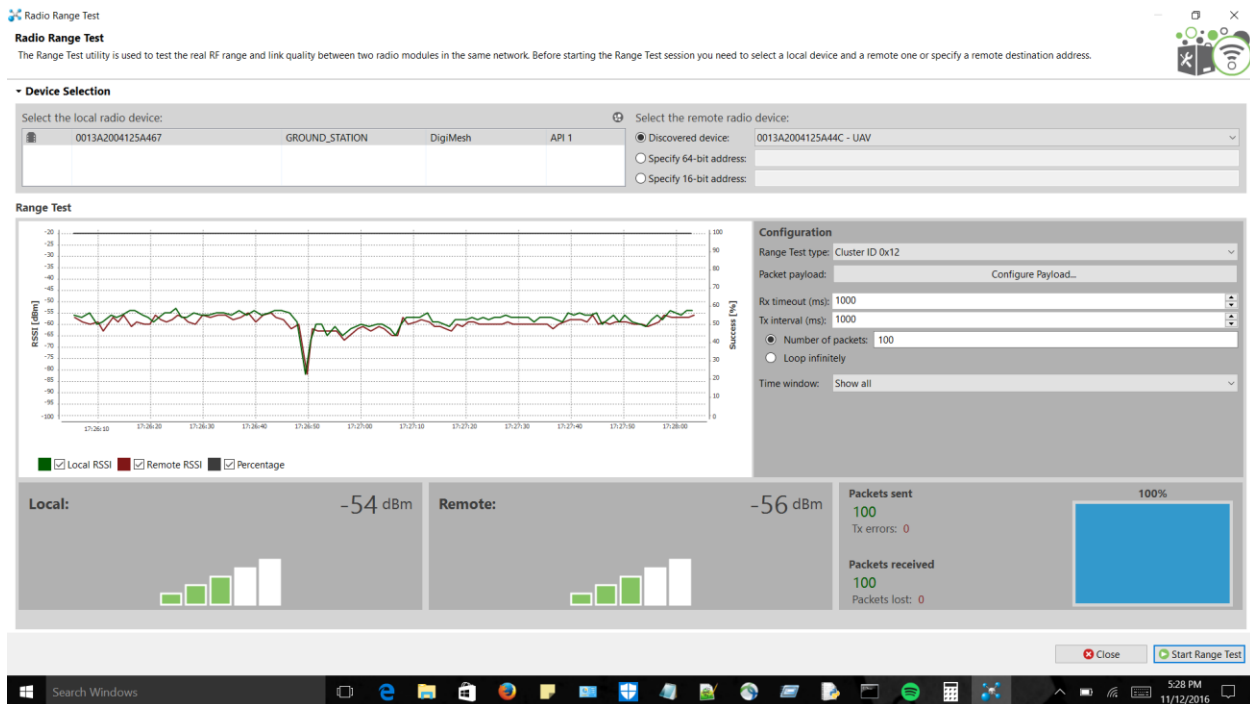 Radio Range Test
Radio Range Test
The Range Test utility is used to test the real RF range and link quality between two radio modules in the same network. Before starting the Range Test session you need to select a local device and a remote one or specify a remote destination address.
Device Selection
Select the local radio device:
0013A2004125A467 GROUND_STATION DigiMesh API 1
Select the remote radio device:
Discovered device: 0013A2004125A44C - UAV
Specify 64-bit address:
Specify 16-bit address:
Range Test
RSSI [dBm]
-20
-25
-30
-35
-40
-45
-50
-55
-60
-65
-70
-75
-80
-85
-90
-95
-100
100
90
80
70
60
50
40
30
20
10
0
Success [%]
17:26:10 17:26:20 17:26:30 17:26:40 17:26:50 17:27:00 17:27:10 17:27:20 17:27:30 17:27:40 17:27:50 17:28:00
Local RSSI Remote RSSI Percentage
Configuration
Range Test type: Cluster ID 0x12
Packet payload: Configure Payload...
Rx timeout (ms): 1000
Tx interval (ms): 1000
Number of packets: 100
Loop infinitely
Time window: Show all
Local: -54 dBm
Remote: -56 dBm
Packets sent
100
Tx errors: 0
Packets received
100
Packets lost: 0
100%
Close Start Range Test
Search Windows
5:28 PM
11/12/2016